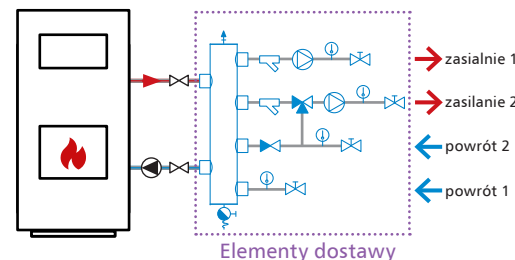 zasialnie 1
zasilanie 2
powrót 2
powrót 1
Elementy dostawy